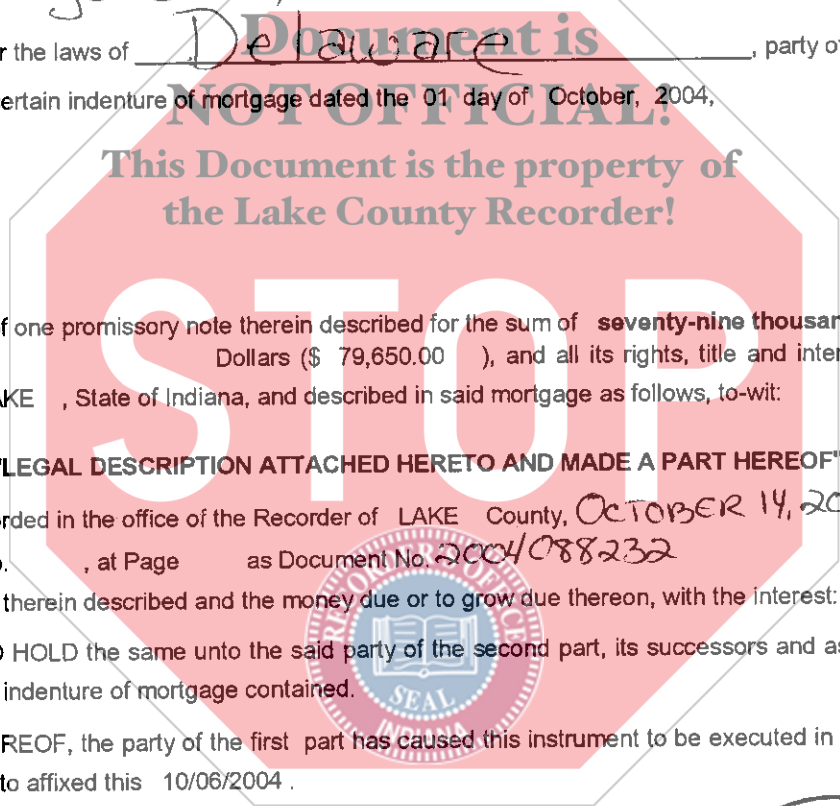 r the laws of Delaware, party o
ertain indenture of mortgage dated the 01 day of October, 2004,
Document is
NOT OFFICIAL!
This Document is the property of
the Lake County Recorder!
STOP
f one promissory note therein described for the sum of seventy-nine thousan
Dollars ($ 79,650.00 ), and all its rights, title and inter
KE , State of Indiana, and described in said mortgage as follows, to-wit:
"LEGAL DESCRIPTION ATTACHED HERETO AND MADE A PART HEREOF"
rded in the office of the Recorder of LAKE County, OCTOBER 14, 20
. , at Page as Document No. 2004088232
therein described and the money due or to grow due thereon, with the interest:
HOLD the same unto the said party of the second part, its successors and as
indenture of mortgage contained.
RECORDER'S OFFICE
SEAL
INDIANA
REOF, the party of the first part has caused this instrument to be executed in
to affixed this 10/06/2004 .